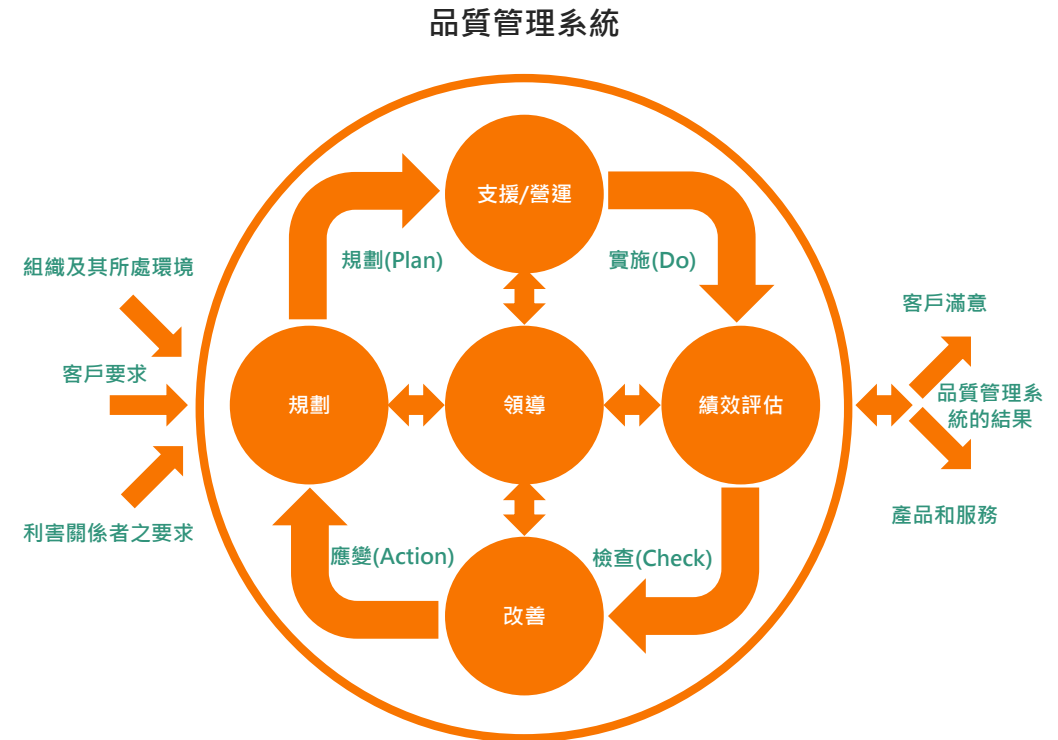 品質管理系統
支援/營運
規劃(Plan)
實施(Do)
組織及其所處環境
客戶要求
利害關係者之要求
規劃
領導
績效評估
客戶滿意
品質管理系
統的結果
產品和服務
應變(Action)
檢查(Check)
改善